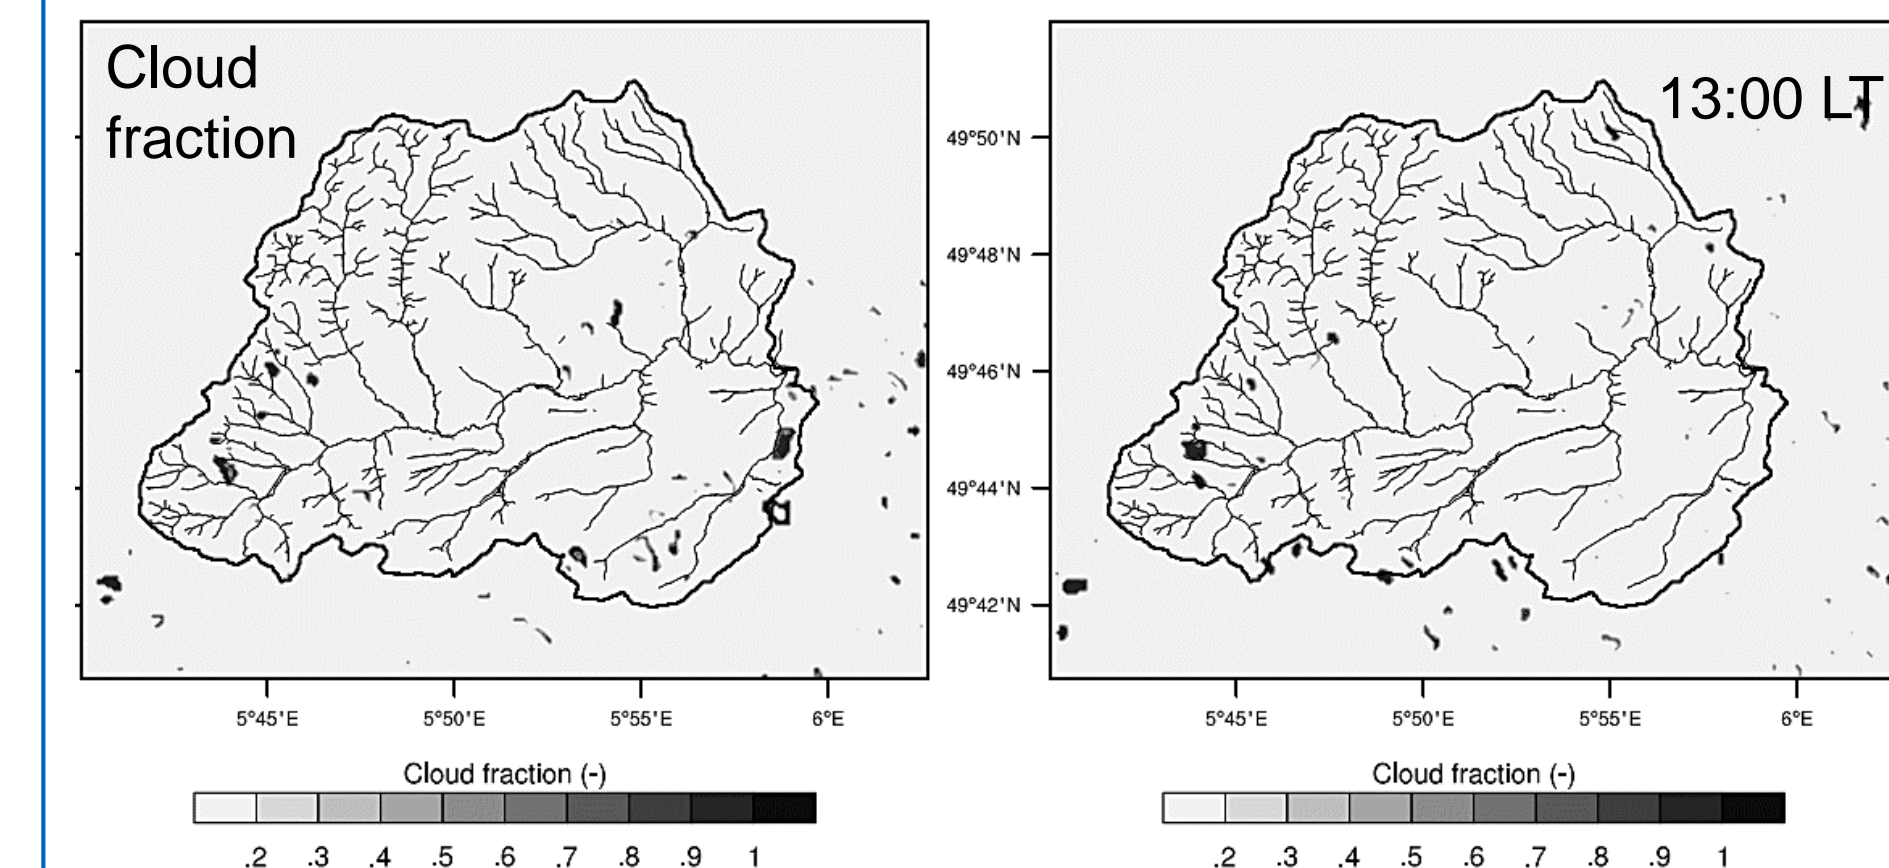 Cloud
fraction
13:00 LT
49°50'N
49°48'N
49°46'N
49°44'N
49°42'N
5°45'E 5°50'E 5°55'E 6°E
5°45'E 5°50'E 5°55'E 6°E
Cloud fraction (-)
Cloud fraction (-)
.2 .3 .4 .5 .6 .7 .8 .9 1
.2 .3 .4 .5 .6 .7 .8 .9 1